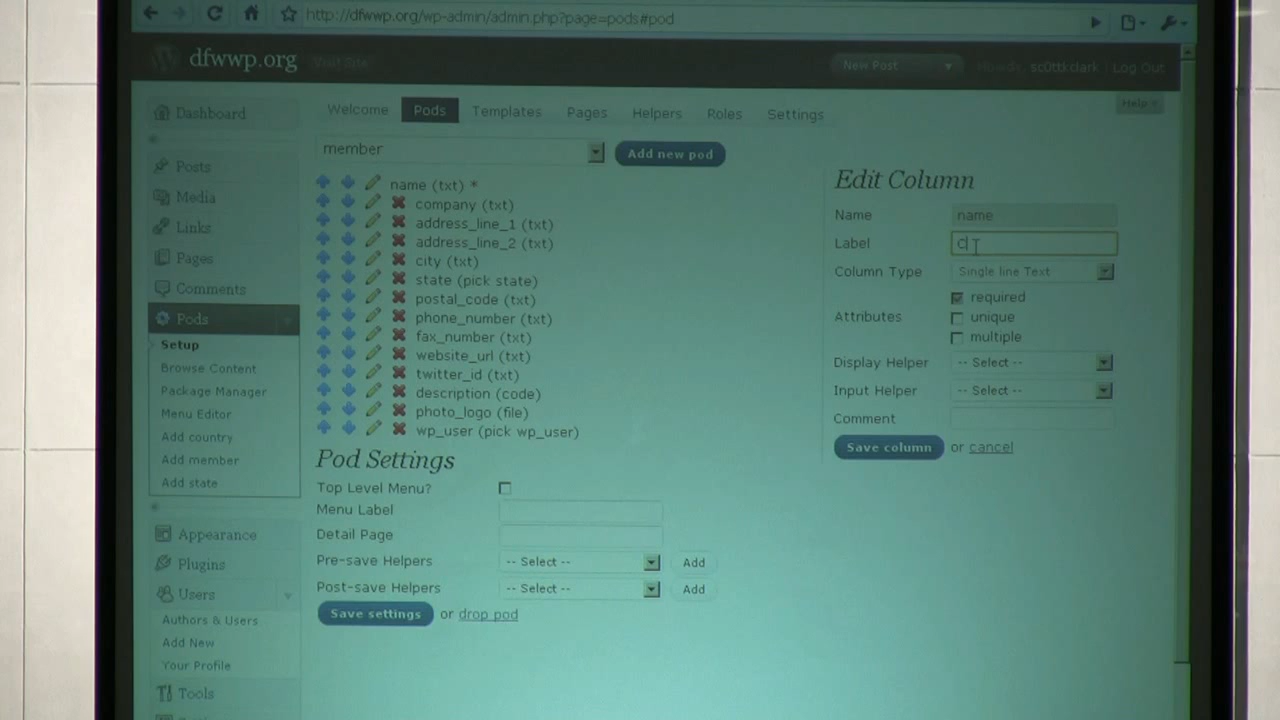 http://dfwwp.org/wp-admin/admin.php?page=pods#pod
dfwwp.org Visit Site New Post Howdy, sc0ttkclark | Log Out
Help
Dashboard
Posts
Media
Links
Pages
Comments
Pods
Setup
Browse Content
Package Manager
Menu Editor
Add country
Add member
Add state
Appearance
Plugins
Users
Authors & Users
Add New
Your Profile
Tools
Welcome Pods Templates Pages Helpers Roles Settings
member Add new pod
name (txt) *
company (txt)
address_line_1 (txt)
address_line_2 (txt)
city (txt)
state (pick state)
postal_code (txt)
phone_number (txt)
fax_number (txt)
website_url (txt)
twitter_id (txt)
description (code)
photo_logo (file)
wp_user (pick wp_user)
Pod Settings
Top Level Menu?
Menu Label
Detail Page
Pre-save Helpers -- Select -- Add
Post-save Helpers -- Select -- Add
Save settings or drop pod
Edit Column
Name name
Label
Column Type Single line Text
Attributes
required
unique
multiple
Display Helper -- Select --
Input Helper -- Select --
Comment
Save column or cancel